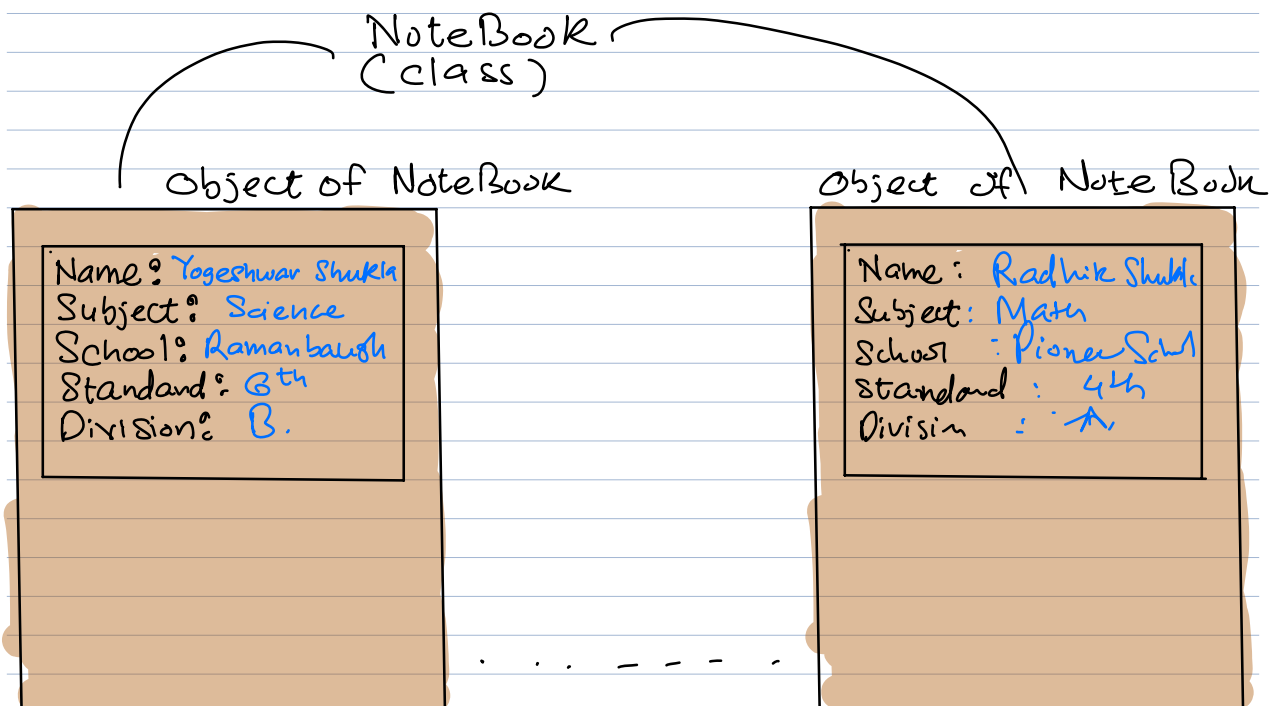 NoteBook
(class)
Object of NoteBook
Name: Yogeshwar Shukla
Subject: Science
School: Ramanbaugh
Standard: 6th
Division: B.
Object of NoteBook
Name: Radhik Shukla
Subject: Math
School : Pioner School
Standard : 4th
Division : A.